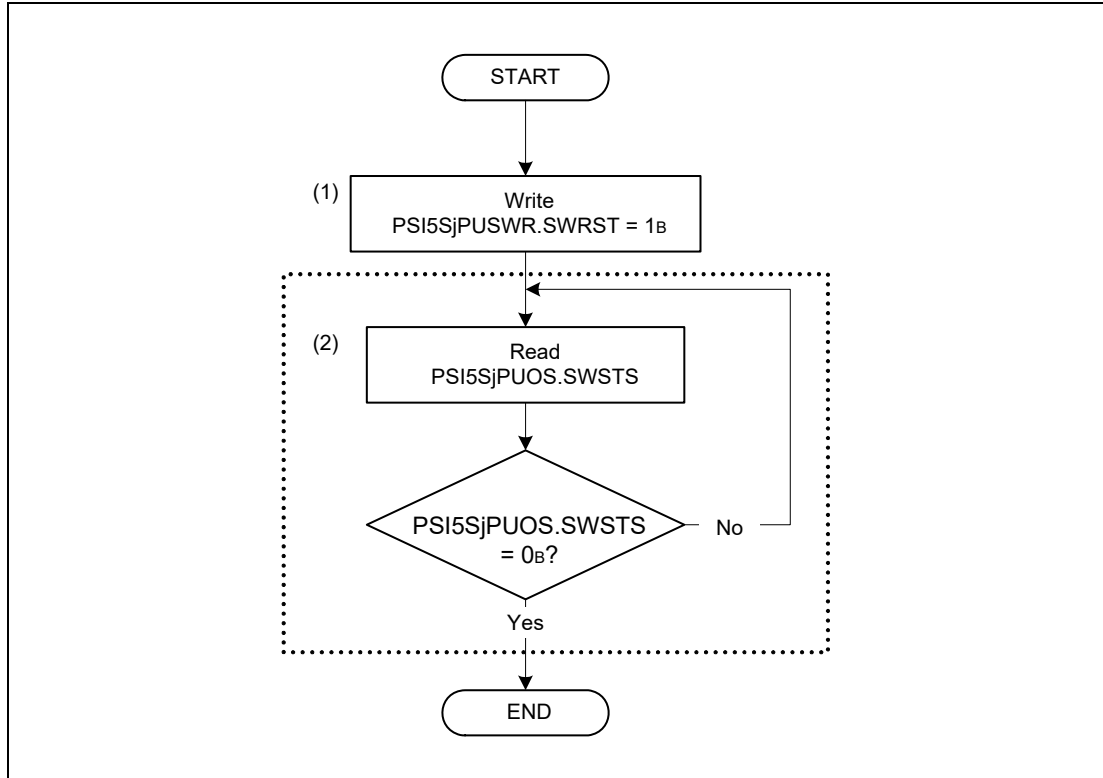 START
(1)
Write
PSI5SjPUSWR.SWRST = 1B
(2)
Read
PSI5SjPUOS.SWSTS
PSI5SjPUOS.SWSTS
= 0B?
No
Yes
END